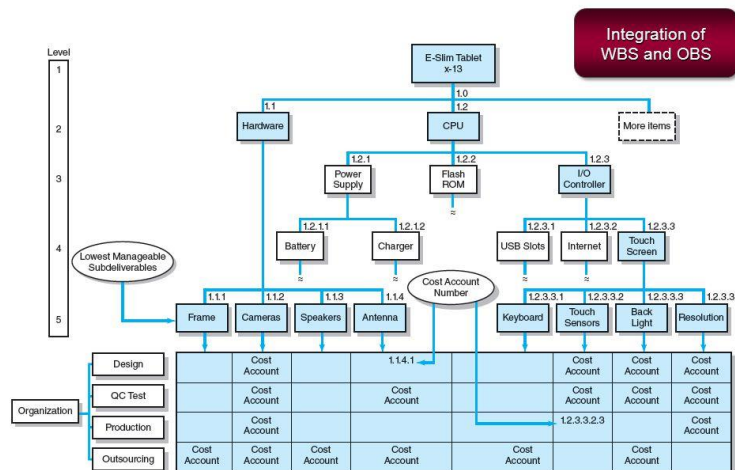 Integration of
WBS and OBS
Level
1
E-Slim Tablet
x-13
1.0
1.1
1.2
2
Hardware
CPU
More items
1.2.1
1.2.2
1.2.3
3
Power
Supply
Flash
ROM
I/O
Controller
1.2.1.1
1.2.1.2
1.2.3.1
1.2.3.2
1.2.3.3
4
Battery
Charger
USB Slots
Internet
Touch
Screen
Lowest Manageable
Subdeliverables
Cost Account
Number
1.1.1
1.1.2
1.1.3
1.1.4
1.2.3.3.1
1.2.3.3.2
1.2.3.3.3
1.2.3.3
5
Frame
Cameras
Speakers
Antenna
Keyboard
Touch
Sensors
Back
Light
Resolution
Organization
Design
Cost
Account
1.1.4.1
Cost
Account
Cost
Account
Cost
Account
QC Test
Cost
Account
Cost
Account
Cost
Account
Cost
Account
Cost
Account
Production
Cost
Account
1.2.3.3.2.3
Cost
Account
Outsourcing
Cost
Account
Cost
Account
Cost
Account
Cost
Account
Cost
Account
Cost
Account